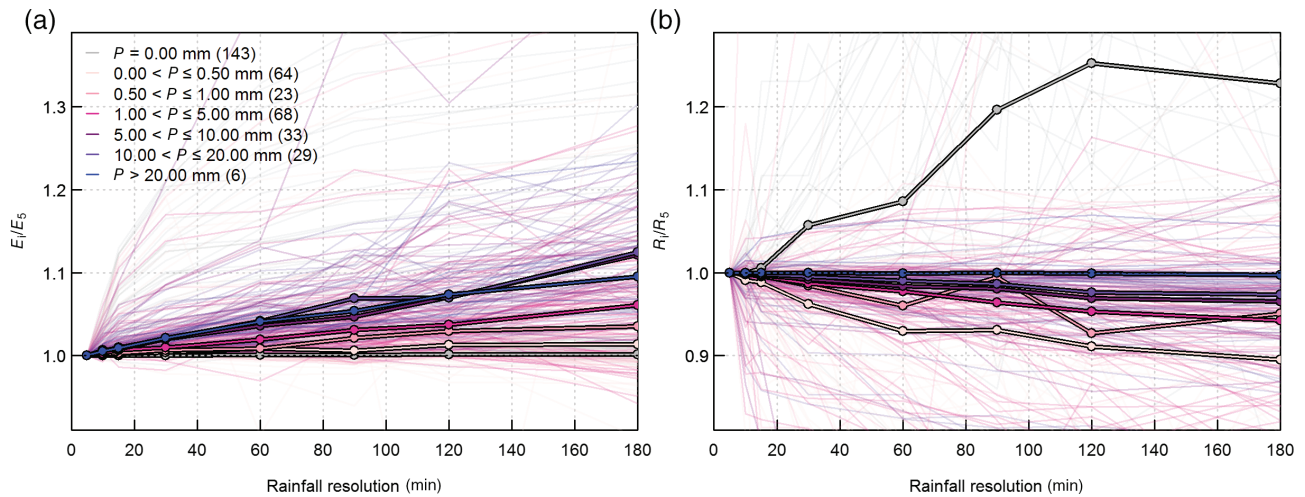 (a)
P = 0.00 mm (143)
0.00 < P ≤ 0.50 mm (64)
0.50 < P ≤ 1.00 mm (23)
1.00 < P ≤ 5.00 mm (68)
5.00 < P ≤ 10.00 mm (33)
10.00 < P ≤ 20.00 mm (29)
P > 20.00 mm (6)
1.3
1.2
1.1
1.0
Ei/E5
0 20 40 60 80 100 120 140 160 180
Rainfall resolution (min)
(b)
1.2
1.1
1.0
0.9
Ri/R5
0 20 40 60 80 100 120 140 160 180
Rainfall resolution (min)